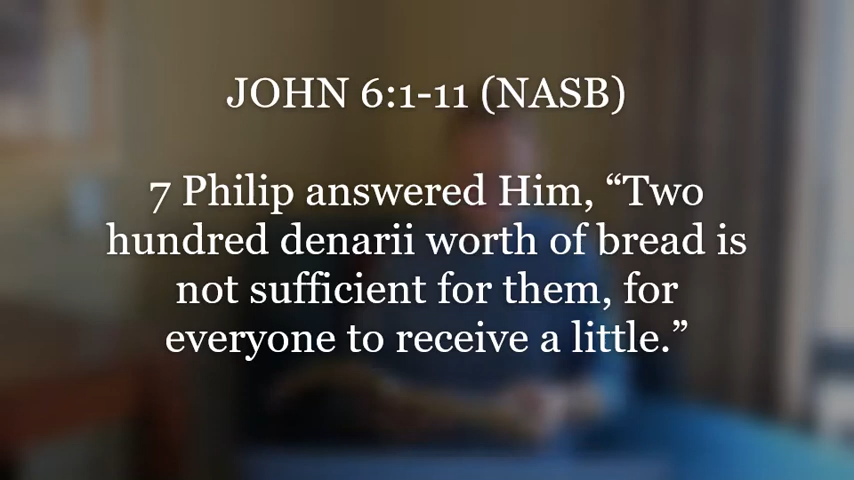 JOHN 6:1-11 (NASB)
7 Philip answered Him, “Two
hundred denarii worth of bread is
not sufficient for them, for
everyone to receive a little.”